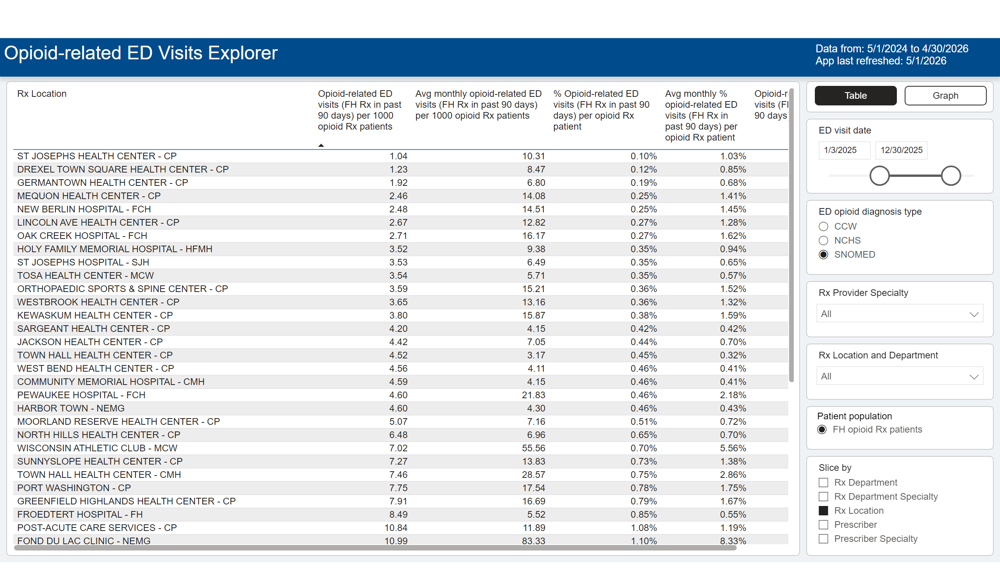 Opioid-related ED Visits Explorer
Data from: 5/1/2024 to 4/30/2026
App last refreshed: 5/1/2026
Rx Location
Opioid-related ED visits (FH Rx in past 90 days) per 1000 opioid Rx patients
Avg monthly opioid-related ED visits (FH Rx in past 90 days) per 1000 opioid Rx patients
% Opioid-related ED visits (FH Rx in past 90 days) per opioid Rx patient
Avg monthly % opioid-related ED visits (FH Rx in past 90 days) per opioid Rx patient
Opioid-r
visits (F
90 days
ST JOSEPHS HEALTH CENTER - CP 1.04 10.31 0.10% 1.03%
DREXEL TOWN SQUARE HEALTH CENTER - CP 1.23 8.47 0.12% 0.85%
GERMANTOWN HEALTH CENTER - CP 1.92 6.80 0.19% 0.68%
MEQUON HEALTH CENTER - CP 2.46 14.08 0.25% 1.41%
NEW BERLIN HOSPITAL - FCH 2.48 14.51 0.25% 1.45%
LINCOLN AVE HEALTH CENTER - CP 2.67 12.82 0.27% 1.28%
OAK CREEK HOSPITAL - FCH 2.71 16.17 0.27% 1.62%
HOLY FAMILY MEMORIAL HOSPITAL - HFMH 3.52 9.38 0.35% 0.94%
ST JOSEPHS HOSPITAL - SJH 3.53 6.49 0.35% 0.65%
TOSA HEALTH CENTER - MCW 3.54 5.71 0.35% 0.57%
ORTHOPAEDIC SPORTS & SPINE CENTER - CP 3.59 15.21 0.36% 1.52%
WESTBROOK HEALTH CENTER - CP 3.65 13.16 0.36% 1.32%
KEWASKUM HEALTH CENTER - CP 3.80 15.87 0.38% 1.59%
SARGEANT HEALTH CENTER - CP 4.20 4.15 0.42% 0.42%
JACKSON HEALTH CENTER - CP 4.42 7.05 0.44% 0.70%
TOWN HALL HEALTH CENTER - CP 4.52 3.17 0.45% 0.32%
WEST BEND HEALTH CENTER - CP 4.56 4.11 0.46% 0.41%
COMMUNITY MEMORIAL HOSPITAL - CMH 4.59 4.15 0.46% 0.41%
PEWAUKEE HOSPITAL - FCH 4.60 21.83 0.46% 2.18%
HARBOR TOWN - NEMG 4.60 4.30 0.46% 0.43%
MOORLAND RESERVE HEALTH CENTER - CP 5.07 7.16 0.51% 0.72%
NORTH HILLS HEALTH CENTER - CP 6.48 6.96 0.65% 0.70%
WISCONSIN ATHLETIC CLUB - MCW 7.02 55.56 0.70% 5.56%
SUNNYSLOPE HEALTH CENTER - CP 7.27 13.83 0.73% 1.38%
TOWN HALL HEALTH CENTER - CMH 7.46 28.57 0.75% 2.86%
PORT WASHINGTON - CP 7.75 17.54 0.78% 1.75%
GREENFIELD HIGHLANDS HEALTH CENTER - CP 7.91 16.69 0.79% 1.67%
FROEDTERT HOSPITAL - FH 8.49 5.52 0.85% 0.55%
POST-ACUTE CARE SERVICES - CP 10.84 11.89 1.08% 1.19%
FOND DU LAC CLINIC - NEMG 10.99 83.33 1.10% 8.33%
Table
Graph
ED visit date
1/3/2025
12/30/2025
ED opioid diagnosis type
CCW
NCHS
SNOMED
Rx Provider Specialty
All
Rx Location and Department
All
Patient population
FH opioid Rx patients
Slice by
Rx Department
Rx Department Specialty
Rx Location
Prescriber
Prescriber Specialty